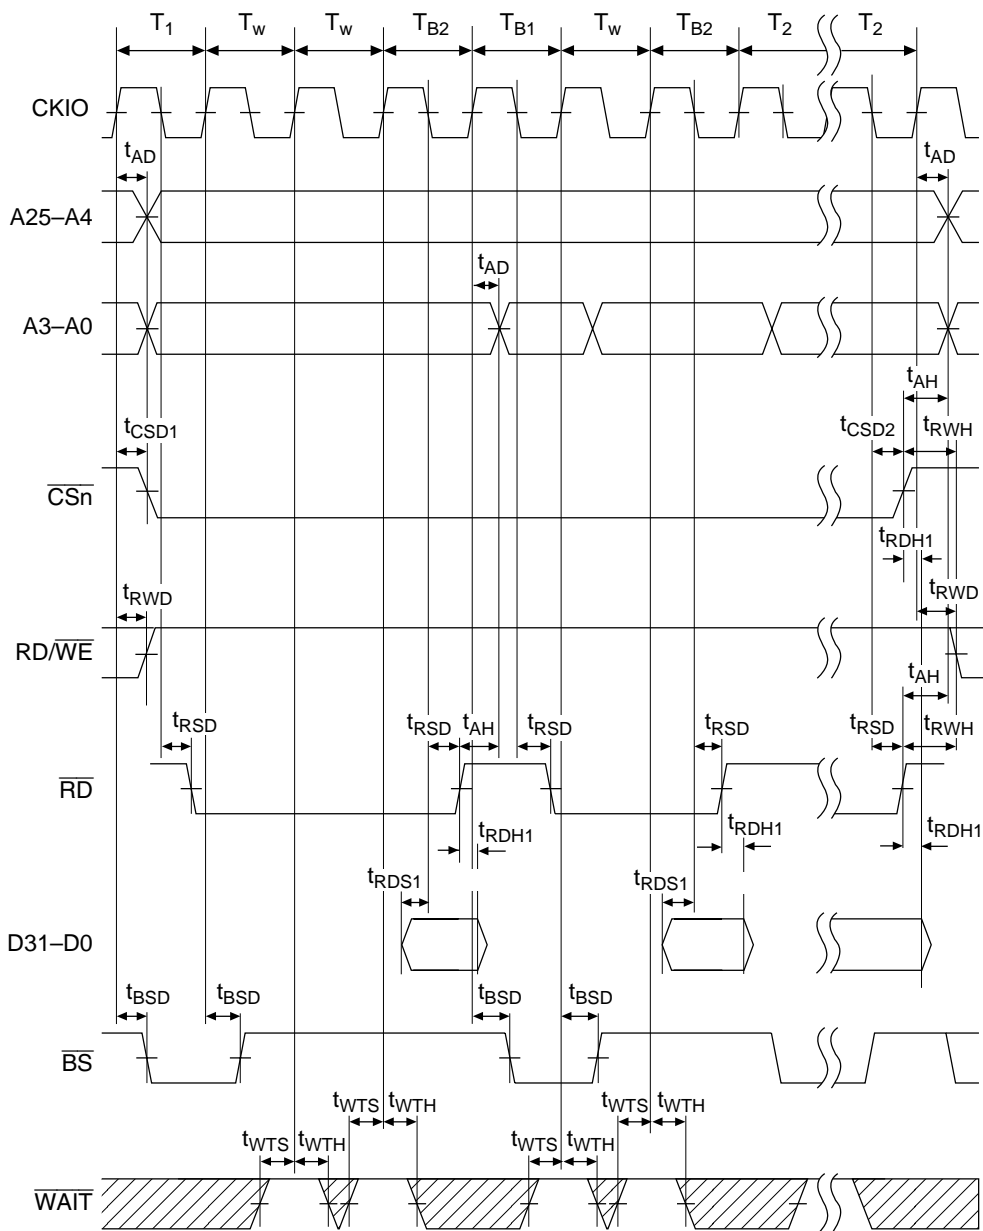 T1 Tw Tw TB2 TB1 Tw TB2 T2 T2
CKIO
tAD tAD
A25–A4
tAD
A3–A0
tAH
tCSD1 tCSD2 tRWH
CSn
tRDH1
tRWD tRWD
RD/WE
tAH
tRSD tRSD tAH tRSD tRSD tRSD tRWH
RD
tRDH1 tRDH1 tRDH1
tRDS1 tRDS1
D31–D0
tBSD tBSD tBSD tBSD
BS
tWTS tWTH tWTS tWTH
tWTS tWTH tWTS tWTH
WAIT